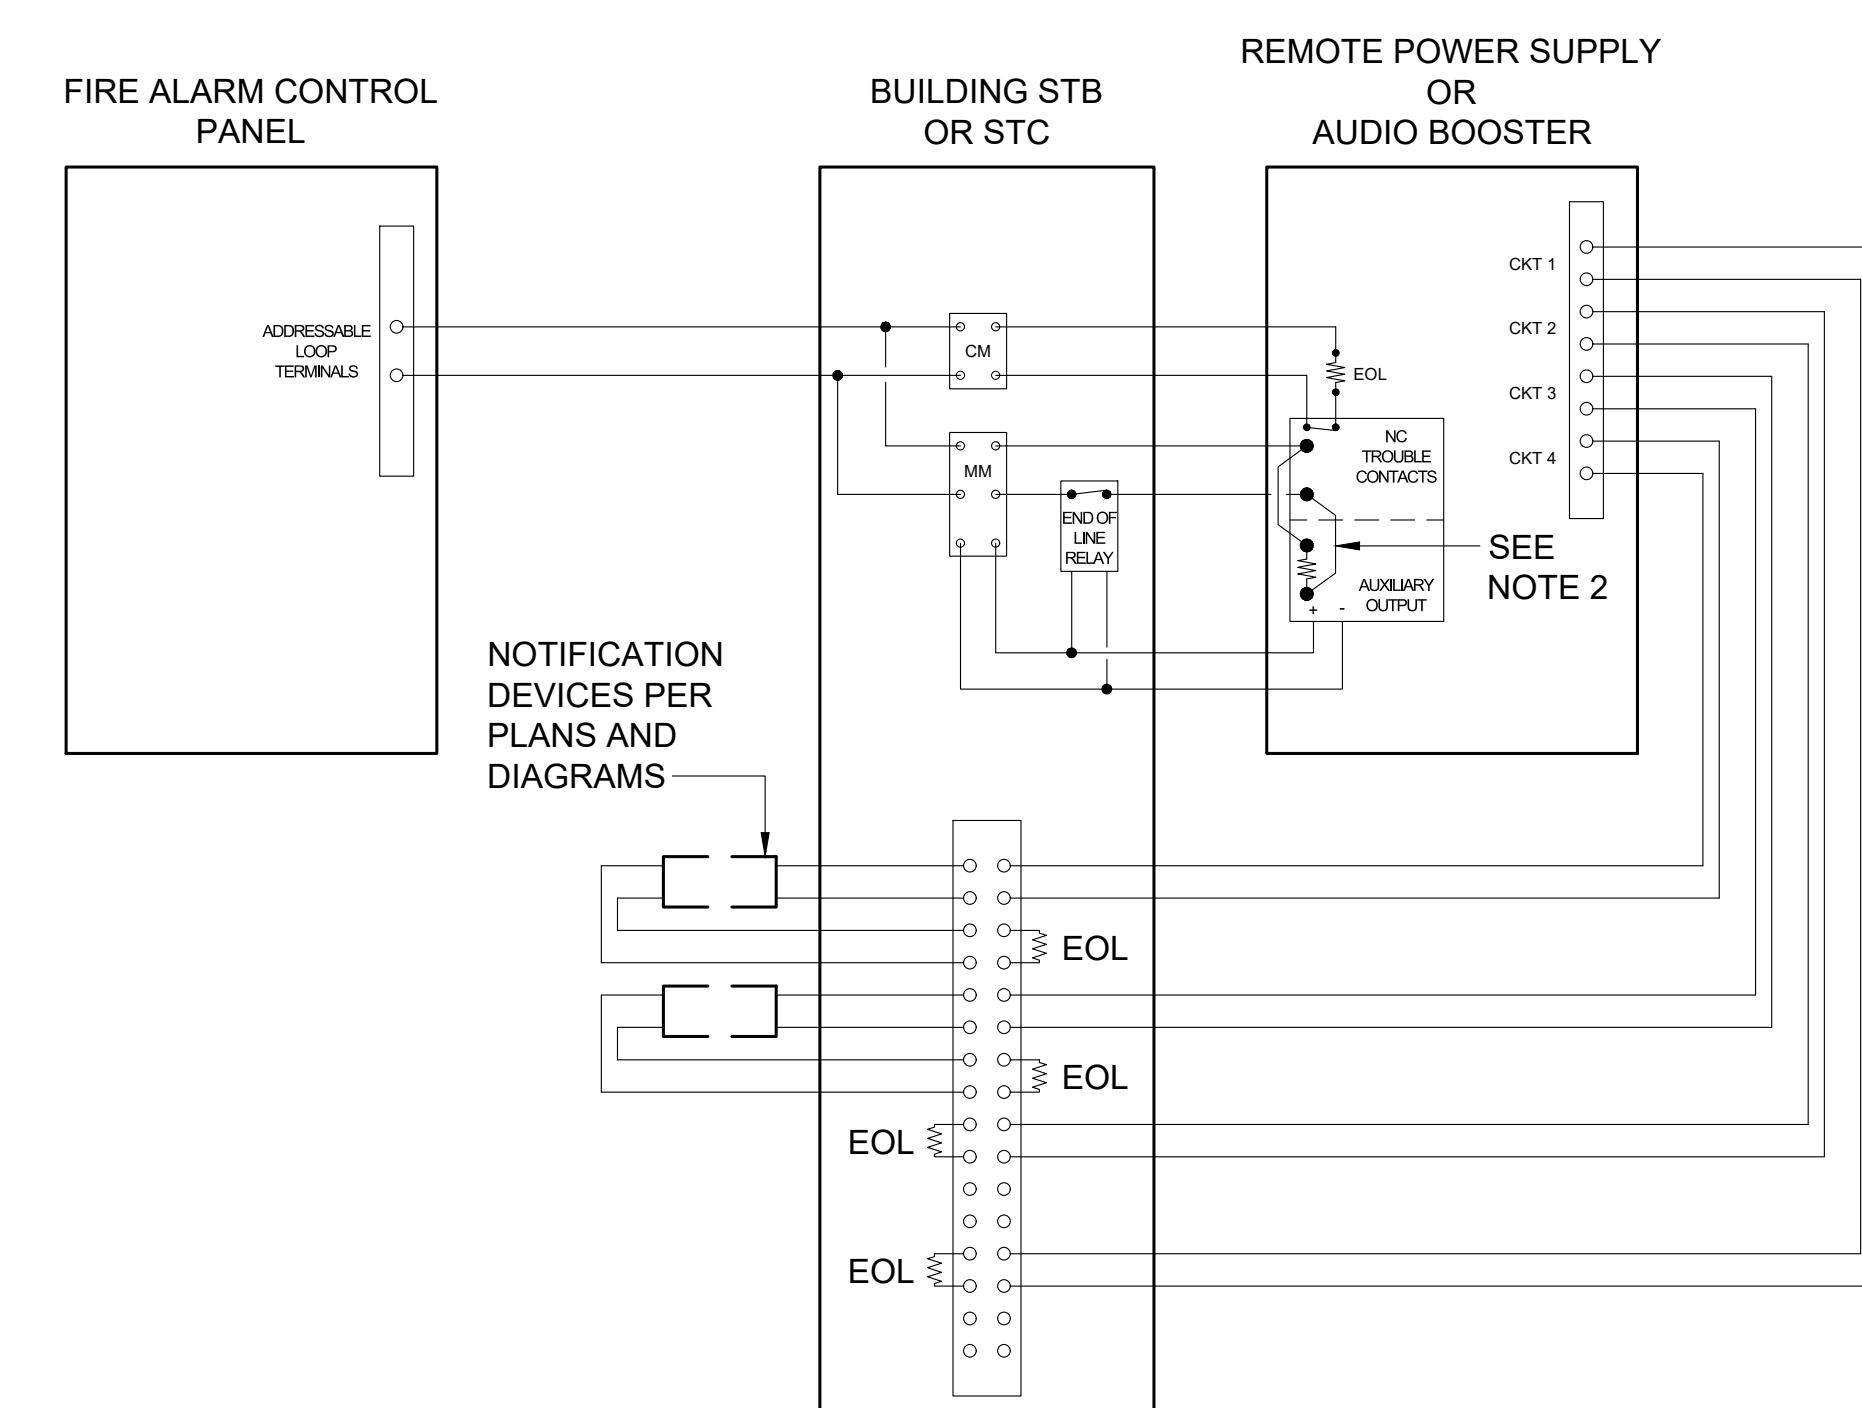 REMOTE POWER SUPPLY
OR
AUDIO BOOSTER
FIRE ALARM CONTROL
PANEL
BUILDING STB
OR STC
ADDRESSABLE
LOOP
TERMINALS
CM
MM
END OF
LINE
RELAY
EOL
NC
TROUBLE
CONTACTS
AUXILIARY
OUTPUT
+ -
CKT 1
CKT 2
CKT 3
CKT 4
SEE
NOTE 2
NOTIFICATION
DEVICES PER
PLANS AND
DIAGRAMS
EOL
EOL
EOL
EOL